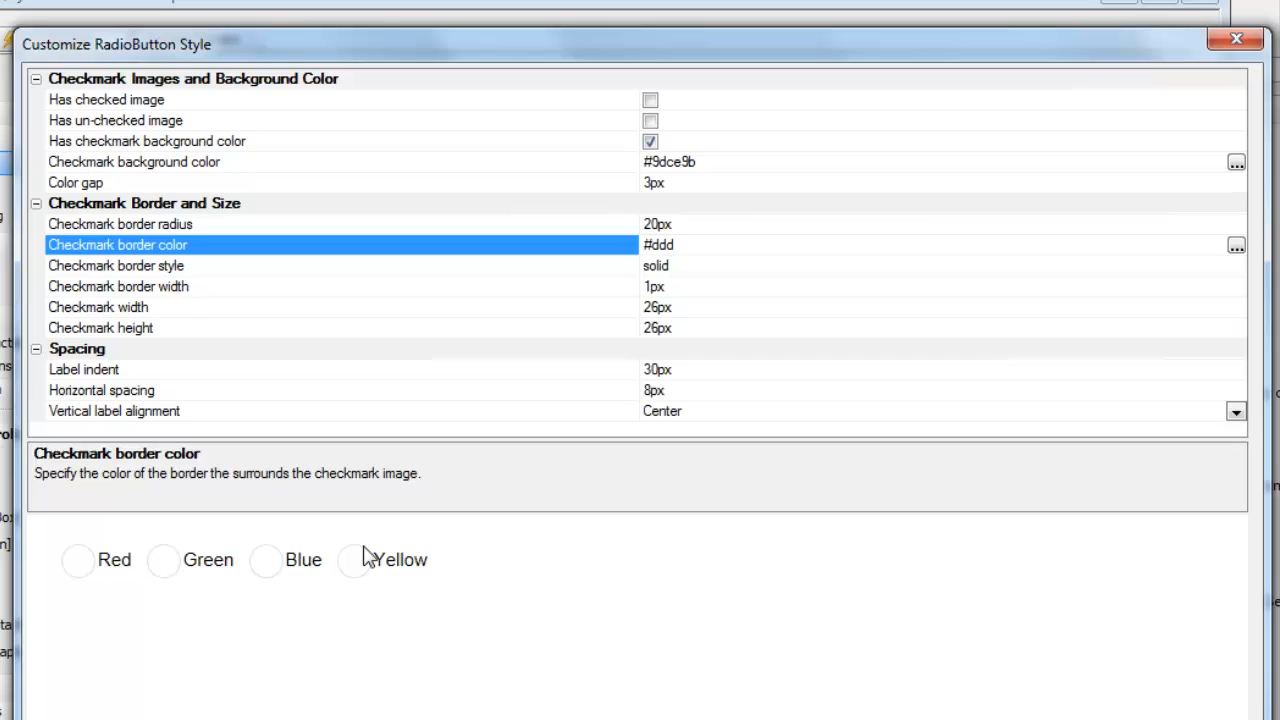 Customize RadioButton Style
Checkmark Images and Background Color
Has checked image
Has un-checked image
Has checkmark background color
Checkmark background color #9dce9b ...
Color gap 3px
Checkmark Border and Size
Checkmark border radius 20px
Checkmark border color #ddd ...
Checkmark border style solid
Checkmark border width 1px
Checkmark width 26px
Checkmark height 26px
Spacing
Label indent 30px
Horizontal spacing 8px
Vertical label alignment Center
Checkmark border color
Specify the color of the border the surrounds the checkmark image.
Red Green Blue Yellow